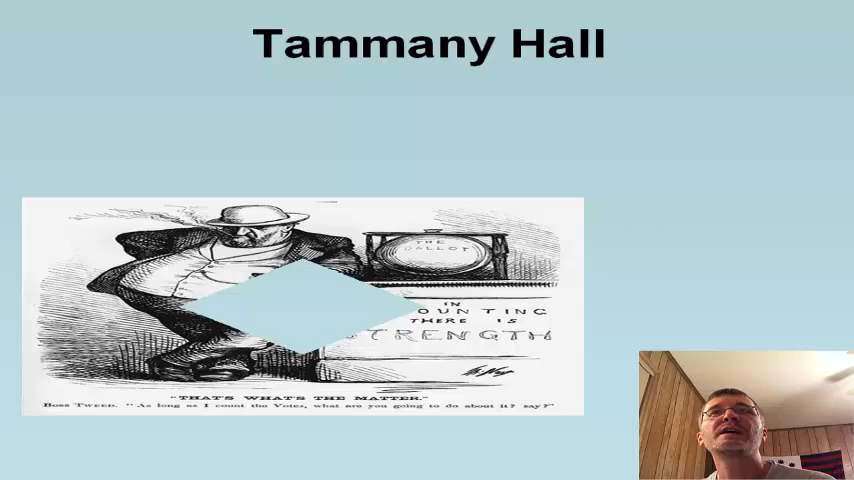 Tammany Hall
THE
BALLOT
IN
OUNTING
THERE IS
STRENGTH
"THAT'S WHAT'S THE MATTER."
BOSS TWEED. "As long as I count the Votes, what are you going to do about it? say?"